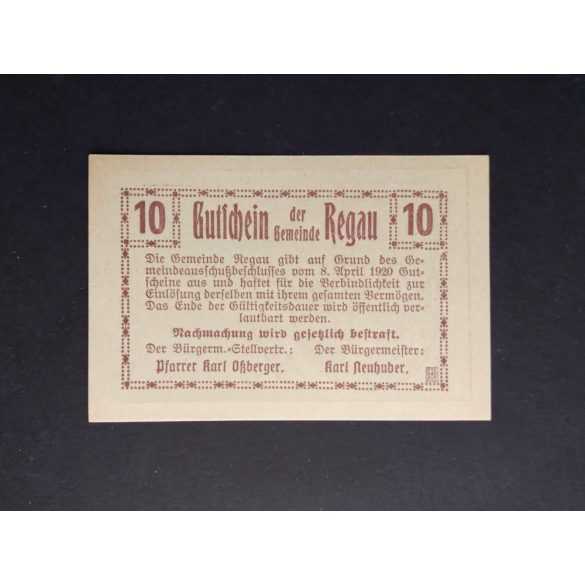 10 Gutschein der Gemeinde Regau 10
Die Gemeinde Regau gibt auf Grund des Ge-
meindeausschußbeschlusses vom 8. April 1920 Gut-
scheine aus und haftet für die Verbindlichkeit zur
Einlösung derselben mit ihrem gesamten Vermögen.
Das Ende der Gültigkeitsdauer wird öffentlich ver-
lautbart werden.
Nachmachung wird gesetzlich bestraft.
Der Bürgerm.-Stellvertr.: Der Bürgermeister:
Pfarrer Karl Oßberger. Karl Neuhuber.